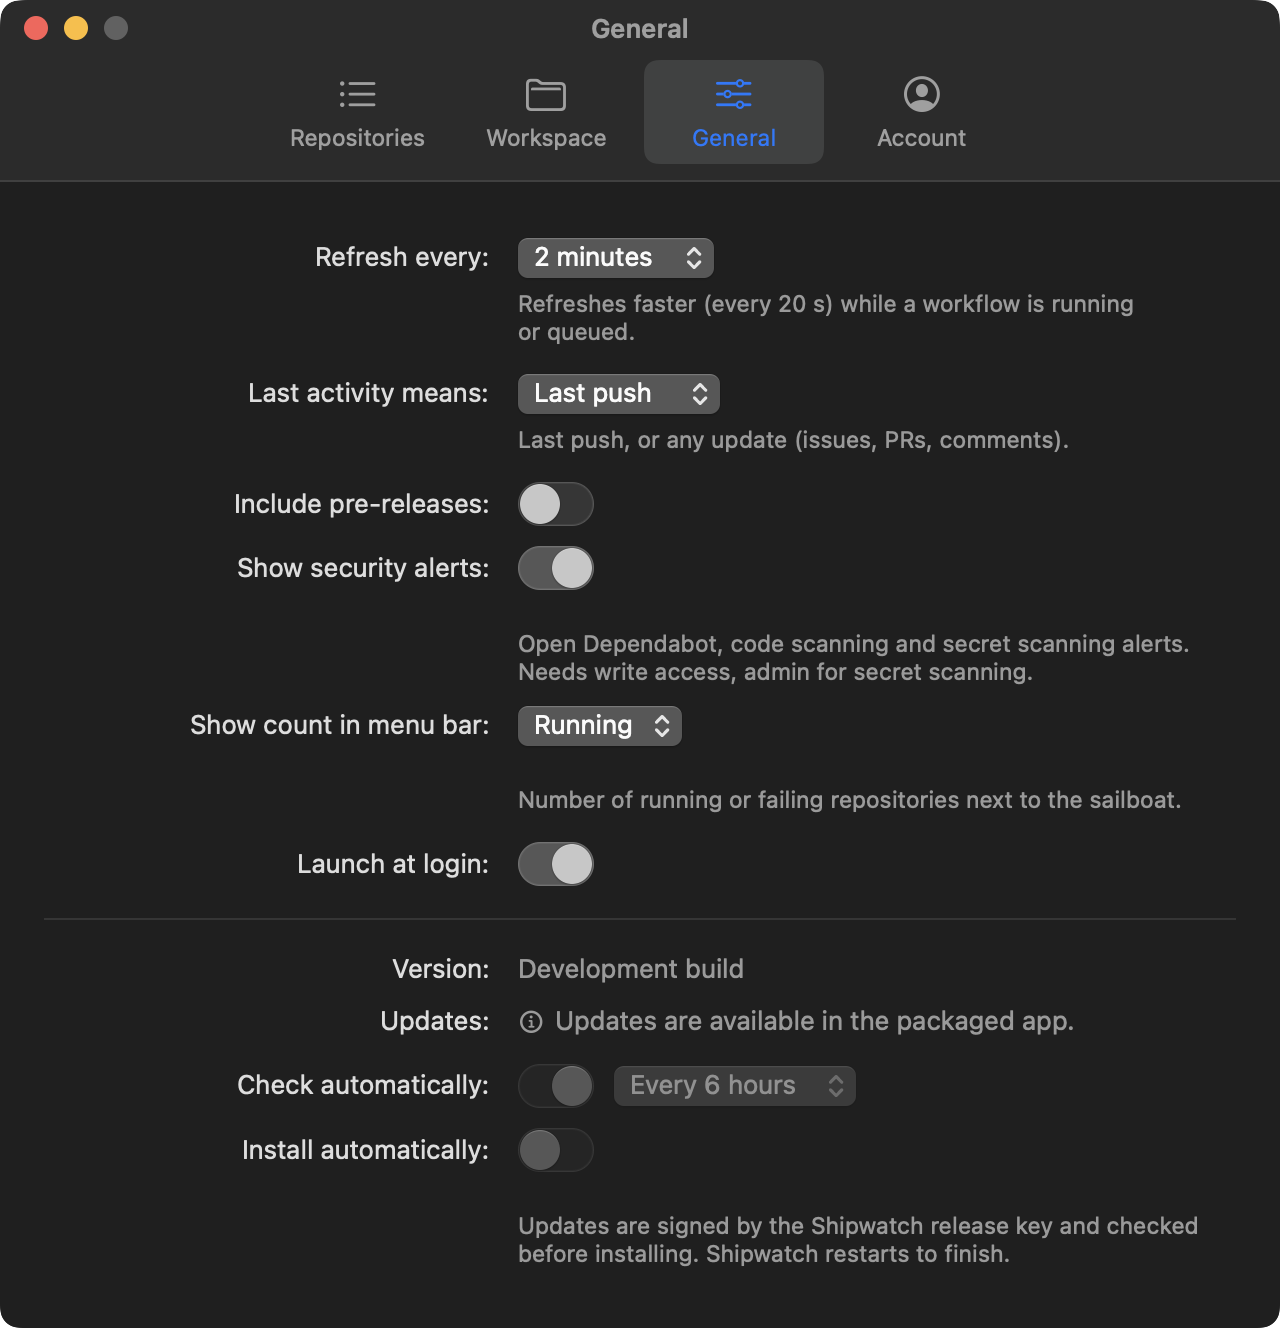 General
Repositories
Workspace
General
Account
Refresh every:
2 minutes
Refreshes faster (every 20 s) while a workflow is running
or queued.
Last activity means:
Last push
Last push, or any update (issues, PRs, comments).
Include pre-releases:
Show security alerts:
Open Dependabot, code scanning and secret scanning alerts.
Needs write access, admin for secret scanning.
Show count in menu bar:
Running
Number of running or failing repositories next to the sailboat.
Launch at login:
Version:
Development build
Updates:
Updates are available in the packaged app.
Check automatically:
Every 6 hours
Install automatically:
Updates are signed by the Shipwatch release key and checked
before installing. Shipwatch restarts to finish.